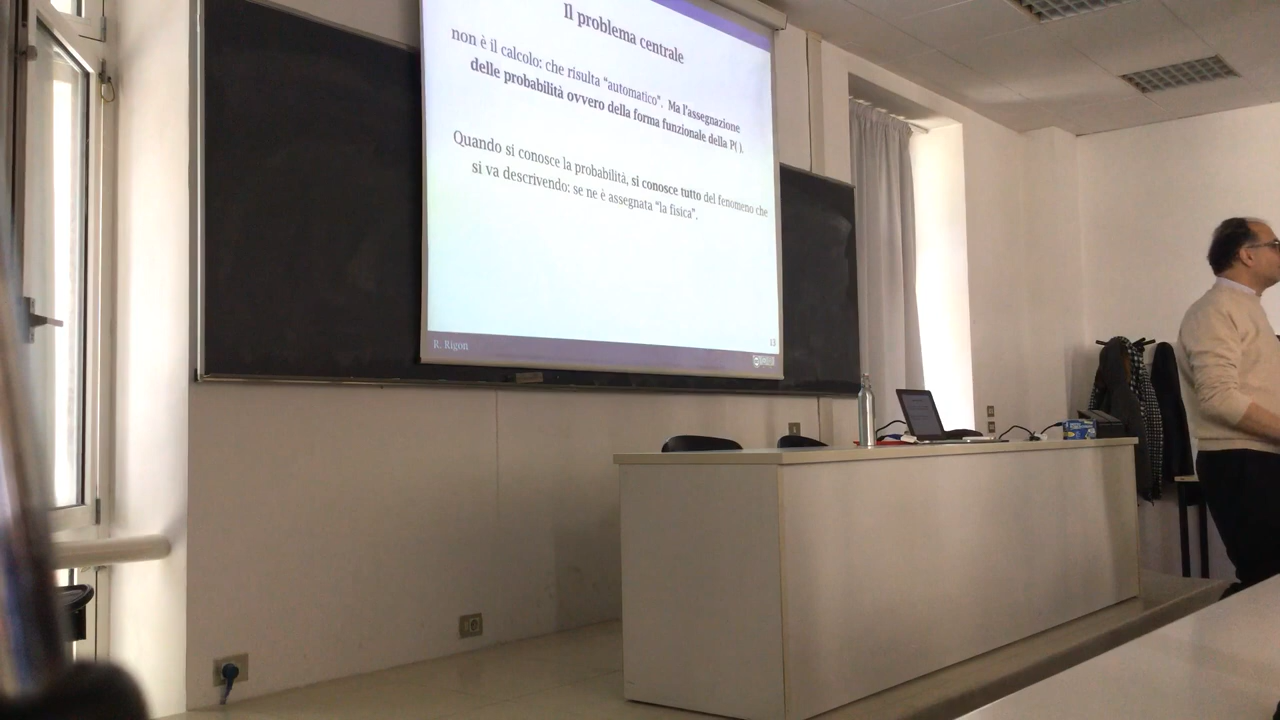 Il problema centrale
non è il calcolo: che risulta “automatico”. Ma l’assegnazione
delle probabilità ovvero della forma funzionale della P( ).
Quando si conosce la probabilità, si conosce tutto del fenomeno che
si va descrivendo: se ne è assegnata “la fisica”.
R. Rigon